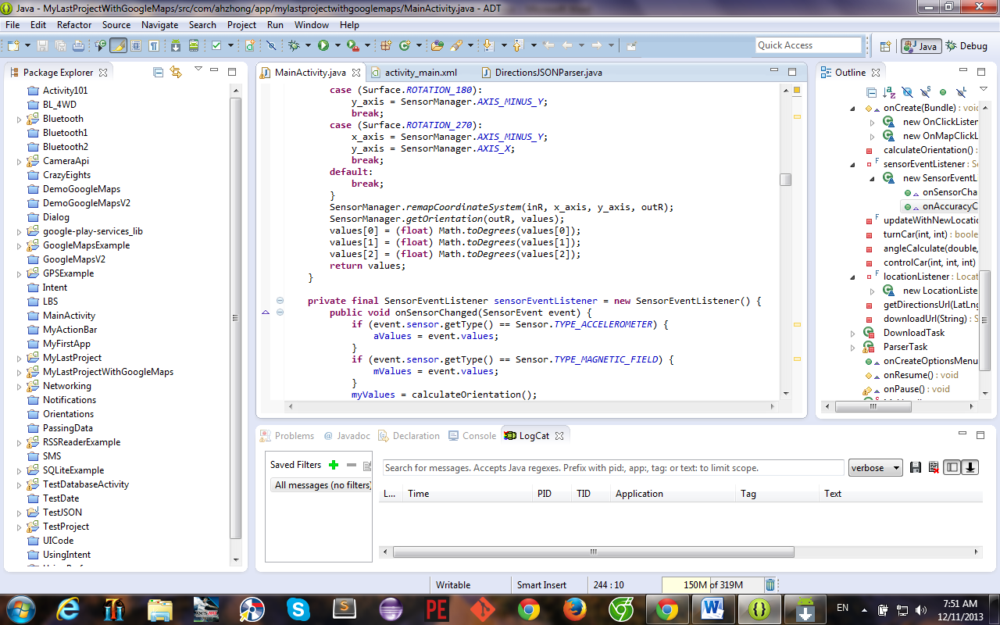 Java - MyLastProjectWithGoogleMaps/src/com/ahzhong/app/mylastprojectwithgooglemaps/MainActivity.java - ADT
File Edit Refactor Source Navigate Search Project Run Window Help
Quick Access
Java
Debug
Package Explorer
Activity101
BL_4WD
Bluetooth
Bluetooth1
Bluetooth2
CameraApi
CrazyEights
DemoGoogleMaps
DemoGoogleMapsV2
Dialog
google-play-services_lib
GoogleMapsExample
GoogleMapsV2
GPSExample
Intent
LBS
MainActivity
MyActionBar
MyFirstApp
MyLastProject
MyLastProjectWithGoogleMaps
Networking
Notifications
Orientations
PassingData
RSSReaderExample
SMS
SQLiteExample
TestDatabaseActivity
TestDate
TestJSON
TestProject
UICode
UsingIntent
MainActivity.java activity_main.xml DirectionsJSONParser.java
case (Surface.ROTATION_180):
y_axis = SensorManager.AXIS_MINUS_Y;
break;
case (Surface.ROTATION_270):
x_axis = SensorManager.AXIS_MINUS_Y;
y_axis = SensorManager.AXIS_X;
break;
default:
break;
}
SensorManager.remapCoordinateSystem(inR, x_axis, y_axis, outR);
SensorManager.getOrientation(outR, values);
values[0] = (float) Math.toDegrees(values[0]);
values[1] = (float) Math.toDegrees(values[1]);
values[2] = (float) Math.toDegrees(values[2]);
return values;
}
private final SensorEventListener sensorEventListener = new SensorEventListener() {
public void onSensorChanged(SensorEvent event) {
if (event.sensor.getType() == Sensor.TYPE_ACCELEROMETER) {
aValues = event.values;
}
if (event.sensor.getType() == Sensor.TYPE_MAGNETIC_FIELD) {
mValues = event.values;
}
myValues = calculateOrientation();
Outline
onCreate(Bundle) : void
new OnClickListen
new OnMapClickL
calculateOrientation() :
sensorEventListener : Se
new SensorEventL
onSensorCha
onAccuracyC
updateWithNewLocatio
turnCar(int, int) : boole
angleCalculate(double,
controlCar(int, int, int)
locationListener : Locat
new LocationListe
getDirectionsUrl(LatLng
downloadUrl(String) : S
DownloadTask
ParserTask
onCreateOptionsMenu
onResume() : void
onPause() : void
Problems @ Javadoc Declaration Console LogCat
Saved Filters
All messages (no filters)
Search for messages. Accepts Java regexes. Prefix with pid:, app:, tag: or text: to limit scope.
verbose
L... Time PID TID Application Tag Text
Writable Smart Insert 244 : 10 150M of 319M
PE
EN
7:51 AM
12/11/2013